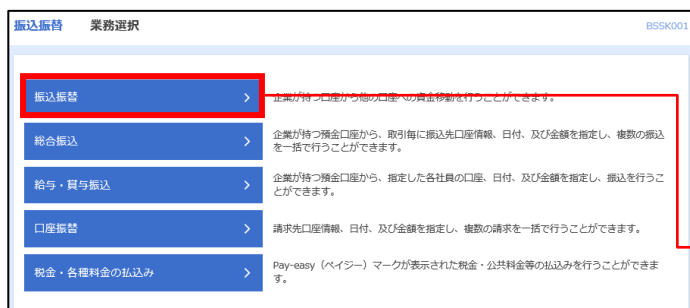 振込振替 業務選択 BSSK001
振込振替 企業が持つ口座から他の口座への資金移動を行うことができます。
総合振込 企業が持つ預金口座から、取引毎に振込先口座情報、日付、及び金額を指定し、複数の振込
を一括で行うことができます。
給与・賞与振込 企業が持つ預金口座から、指定した各社員の口座、日付、及び金額を指定し、振込を行うこ
とができます。
口座振替 請求先口座情報、日付、及び金額を指定し、複数の請求を一括で行うことができます。
税金・各種料金の払込み Pay-easy（ペイジー）マークが表示された税金・公共料金等の払込みを行うことができま
す。